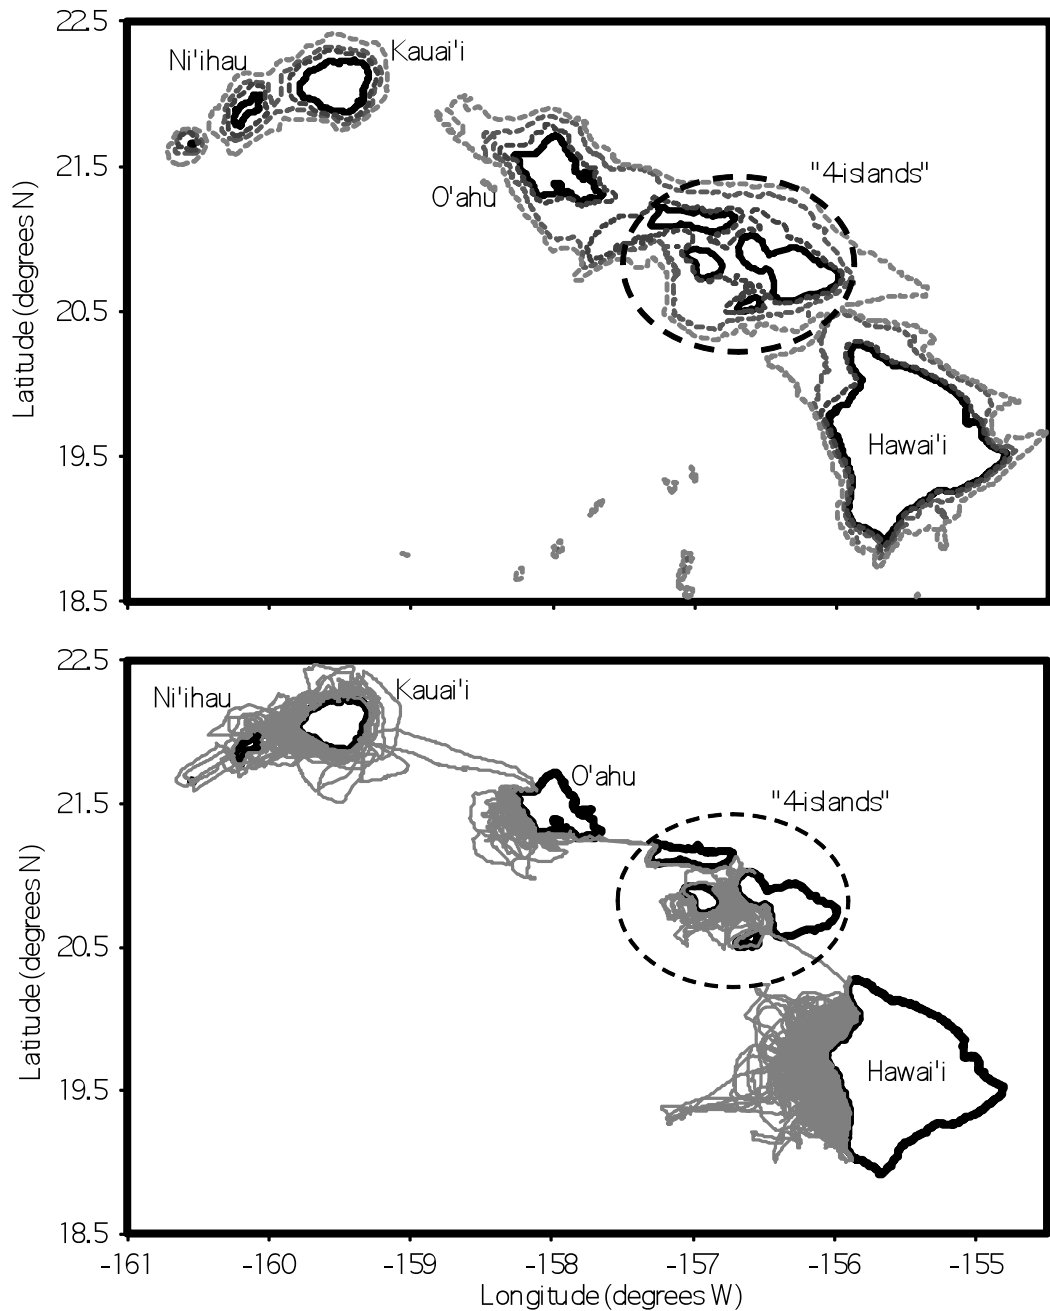 22.5
Ni'ihau
Kauai'i
21.5
"4-islands"
O'ahu
20.5
Latitude (degrees N)
Hawai'i
19.5
18.5
22.5
Ni'ihau
Kauai'i
O'ahu
21.5
"4-islands"
20.5
Latitude (degrees N)
Hawai'i
19.5
18.5
-161 -160 -159 -158 -157 -156 -155
Longitude (degrees W)